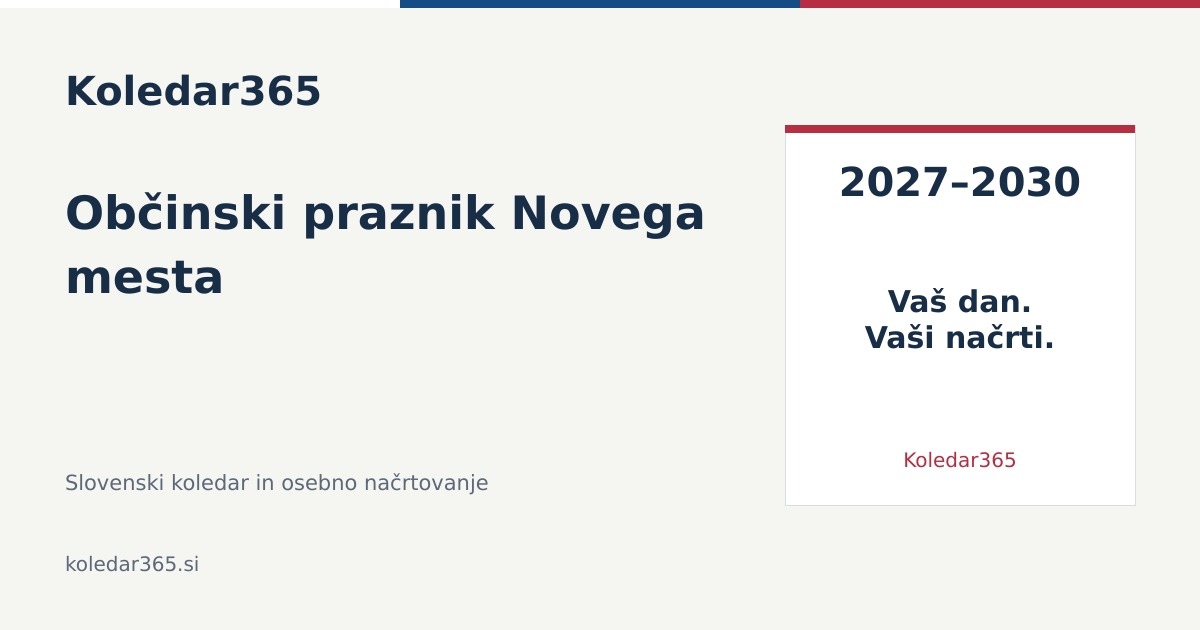 Koledar365
Občinski praznik Novega
mesta
Slovenski koledar in osebno načrtovanje
koledar365.si
2027–2030
Vaš dan.
Vaši načrti.
Koledar365